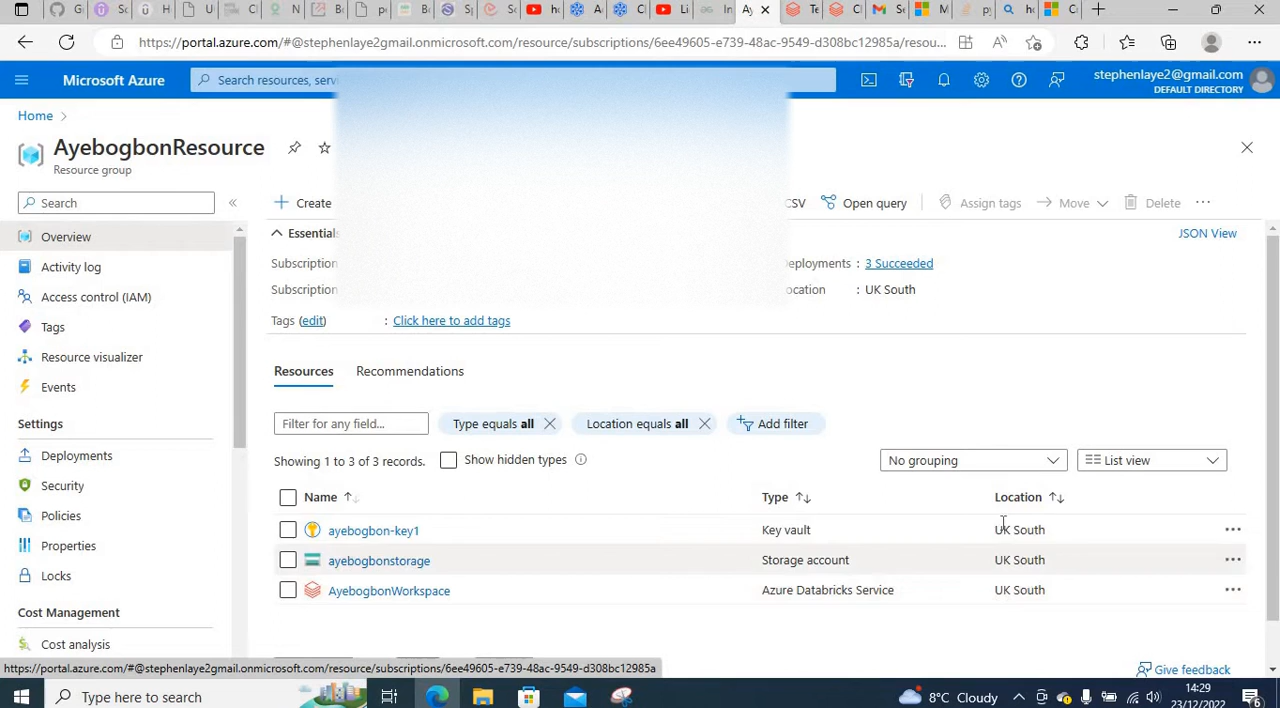 https://portal.azure.com/#@stephenlaye2gmail.onmicrosoft.com/resource/subscriptions/6ee49605-e739-48ac-9549-d308bc12985a/resou...
Microsoft Azure
Search resources, servi
stephenlaye2@gmail.com
DEFAULT DIRECTORY
Home
AyebogbonResource
Resource group
Search
Create
CSV
Open query
Assign tags
Move
Delete
Overview
Essentials
JSON View
Activity log
Subscription
eployments : 3 Succeeded
Access control (IAM)
Subscription
ocation : UK South
Tags
Tags (edit) : Click here to add tags
Resource visualizer
Events
Resources Recommendations
Settings
Filter for any field...
Type equals all
Location equals all
Add filter
Deployments
Showing 1 to 3 of 3 records.
Show hidden types
No grouping
List view
Security
Name
Type
Location
Policies
ayebogbon-key1 Key vault UK South
Properties
ayebogbonstorage Storage account UK South
Locks
AyebogbonWorkspace Azure Databricks Service UK South
Cost Management
Cost analysis
https://portal.azure.com/#@stephenlaye2gmail.onmicrosoft.com/resource/subscriptions/6ee49605-e739-48ac-9549-d308bc12985a
Give feedback
Type here to search
8°C Cloudy
14:29
23/12/2022
6